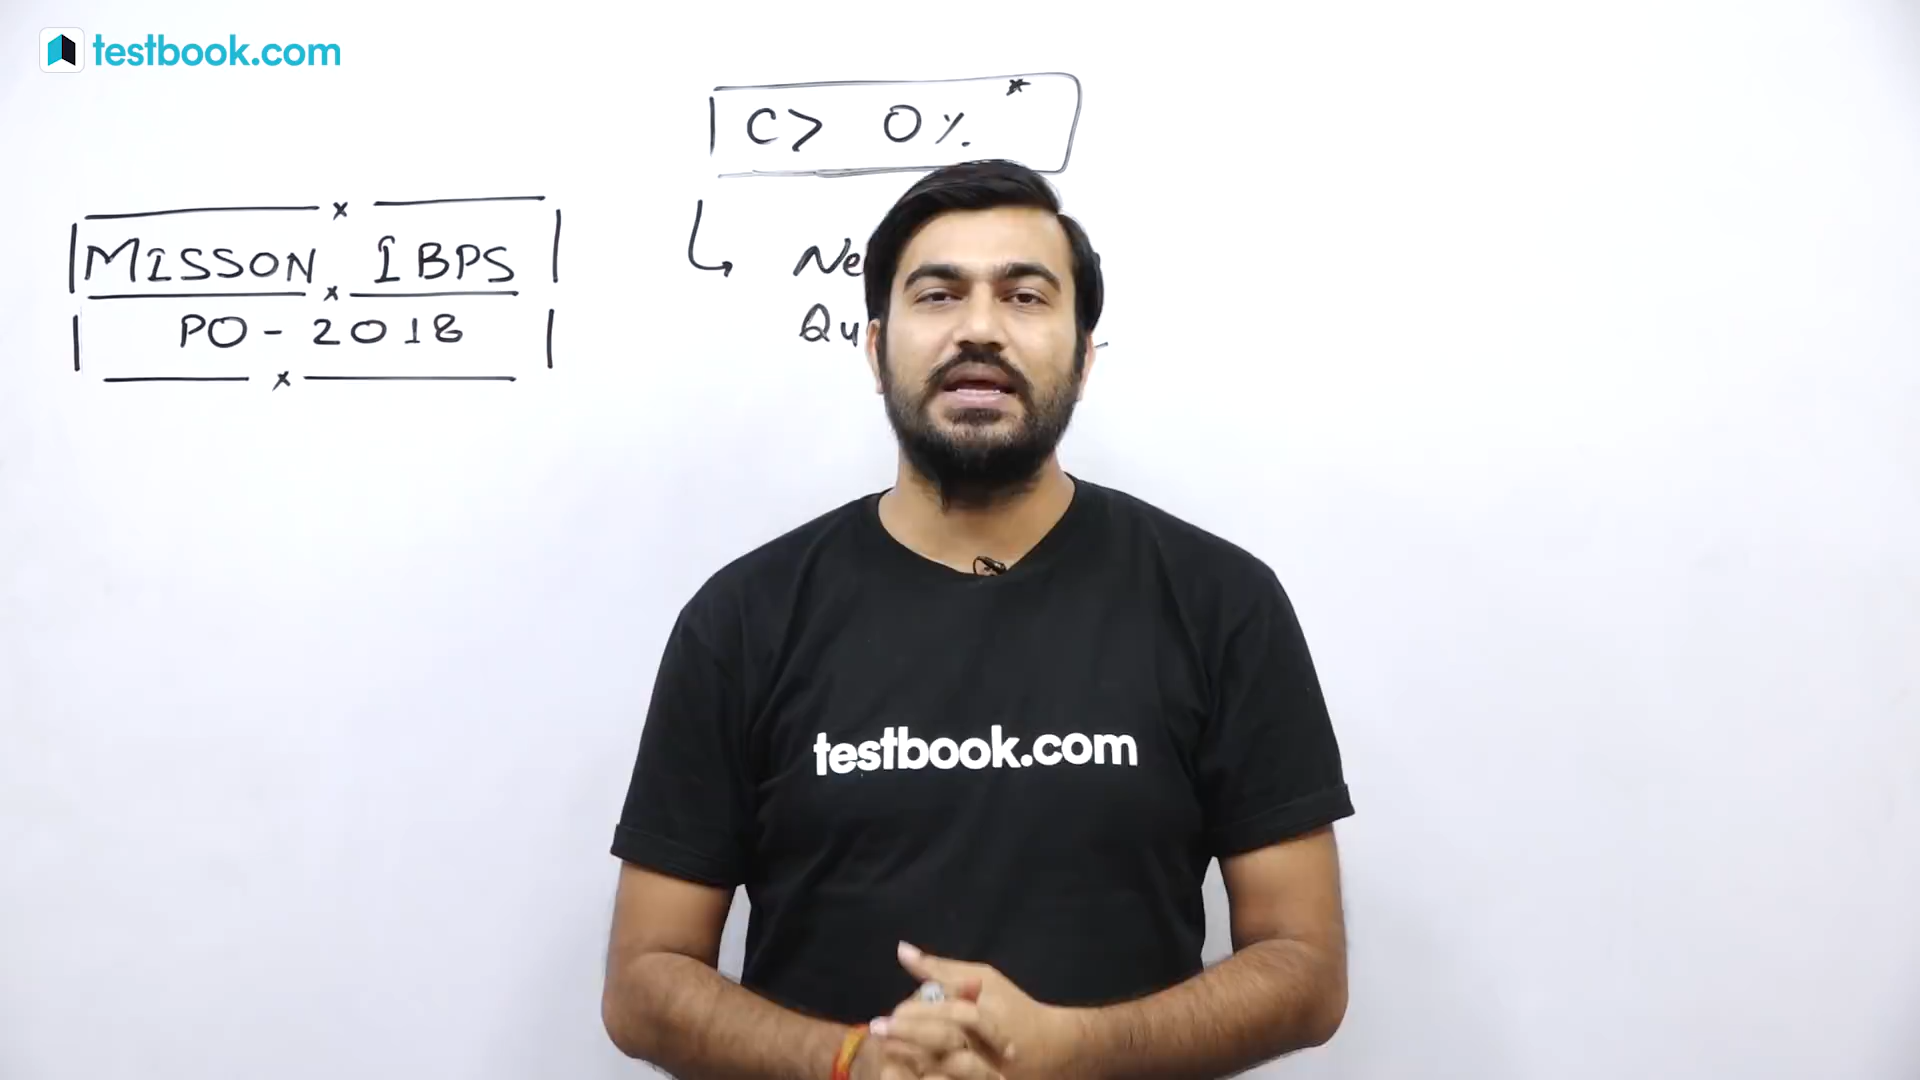 testbook.com
C > 0%
MISSON IBPS
PO - 2018
testbook.com